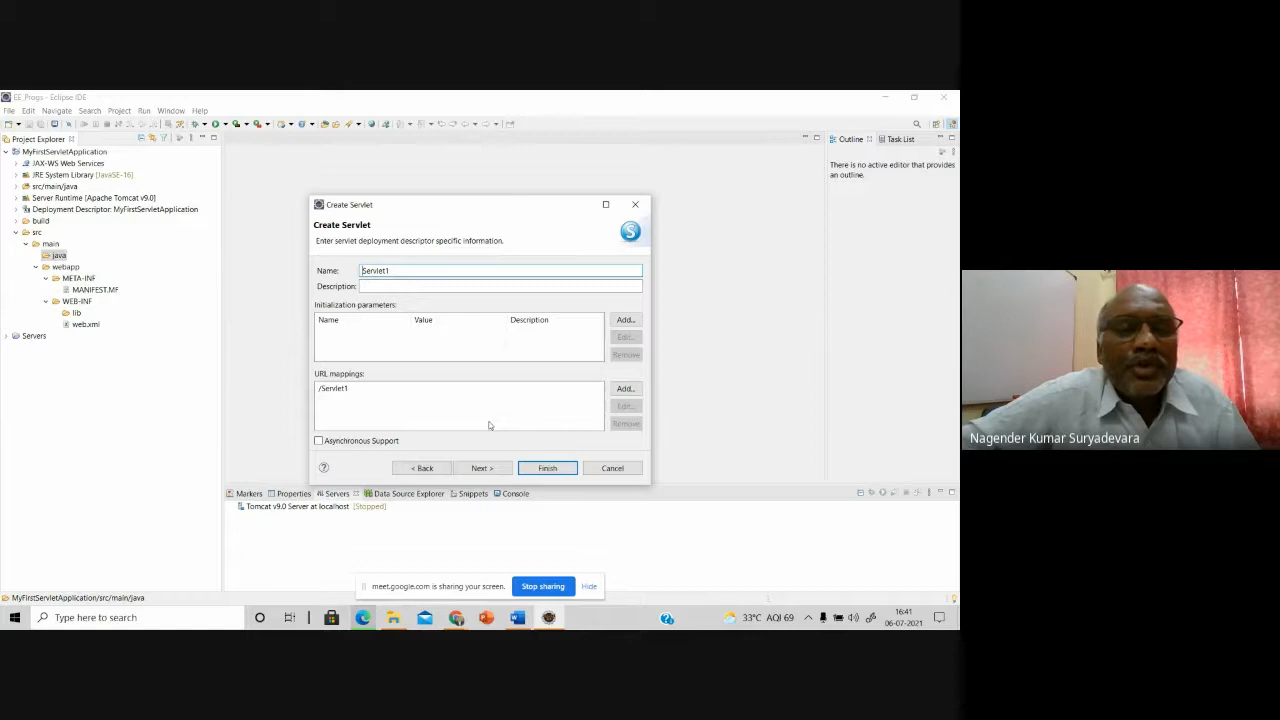 EE_Progs - Eclipse IDE
File Edit Navigate Search Project Run Window Help
Project Explorer
MyFirstServletApplication
JAX-WS Web Services
JRE System Library [JavaSE-16]
src/main/java
Server Runtime [Apache Tomcat v9.0]
Deployment Descriptor: MyFirstServletApplication
build
src
main
java
webapp
META-INF
MANIFEST.MF
WEB-INF
lib
web.xml
Servers
Outline Task List
There is no active editor that provides
an outline.
Create Servlet
Create Servlet
Enter servlet deployment descriptor specific information.
S
Name: Servlet1
Description:
Initialization parameters:
Name Value Description
Add...
Edit...
Remove
URL mappings:
/Servlet1
Add...
Edit...
Remove
Asynchronous Support
? < Back Next > Finish Cancel
Markers Properties Servers Data Source Explorer Snippets Console
Tomcat v9.0 Server at localhost [Stopped]
meet.google.com is sharing your screen. Stop sharing Hide
MyFirstServletApplication/src/main/java
Type here to search
33°C AQI 69
16:41
06-07-2021
Nagender Kumar Suryadevara